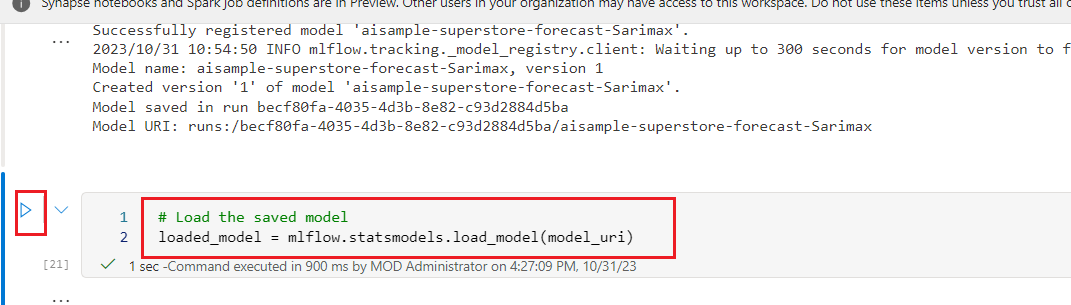 Synapse notebooks and Spark job definitions are in Preview. Other users in your organization may have access to this workspace. Do not use these items unless you trust all
...
Successfully registered model 'aisample-superstore-forecast-Sarimax'.
2023/10/31 10:54:50 INFO mlflow.tracking._model_registry.client: Waiting up to 300 seconds for model version to f
Model name: aisample-superstore-forecast-Sarimax, version 1
Created version '1' of model 'aisample-superstore-forecast-Sarimax'.
Model saved in run becf80fa-4035-4d3b-8e82-c93d2884d5ba
Model URI: runs:/becf80fa-4035-4d3b-8e82-c93d2884d5ba/aisample-superstore-forecast-Sarimax
1 # Load the saved model
2 loaded_model = mlflow.statsmodels.load_model(model_uri)
[21] 1 sec -Command executed in 900 ms by MOD Administrator on 4:27:09 PM, 10/31/23
...